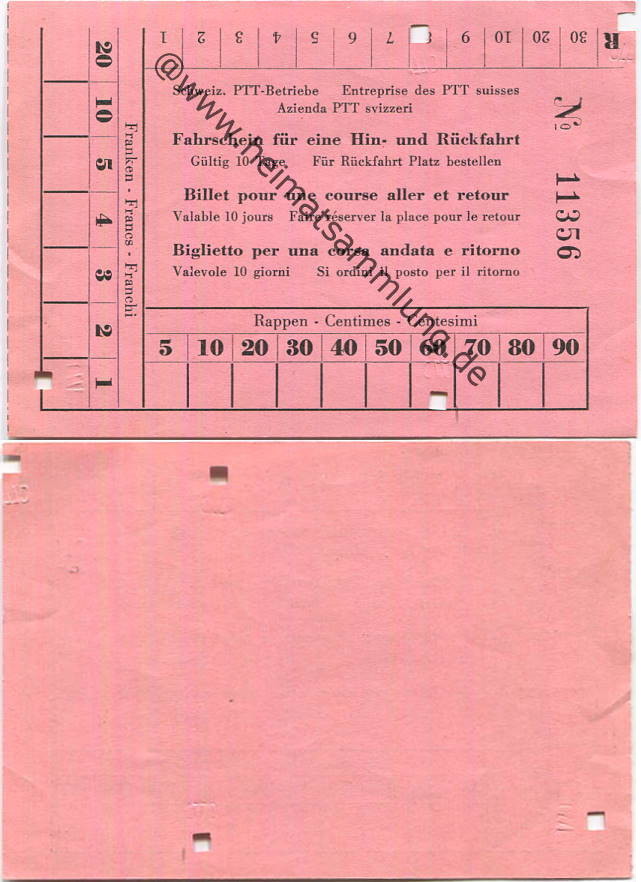 1 2 3 4 5 6 7 8 9 10 20 30 R
Schweiz. PTT-Betriebe Entreprise des PTT suisses
Azienda PTT svizzeri
Fahrschein für eine Hin- und Rückfahrt
Gültig 10 Tage Für Rückfahrt Platz bestellen
Billet pour une course aller et retour
Valable 10 jours Faire réserver la place pour le retour
Biglietto per una corsa andata e ritorno
Valevole 10 giorni Si ordini il posto per il ritorno
Nº 11356
Franken - Francs - Franchi
20 10 5 4 3 2 1
Rappen - Centimes - Centesimi
5 10 20 30 40 50 60 70 80 90
@www.heimatsammlung.de